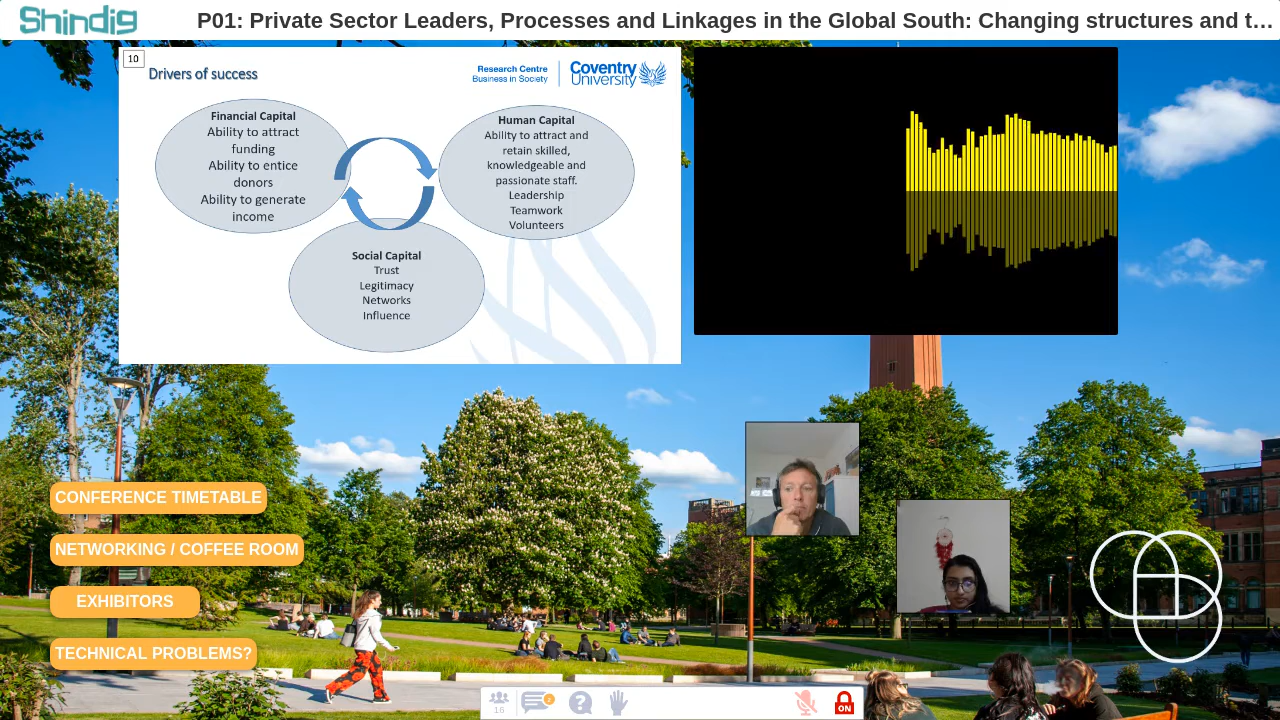 Shindig
P01: Private Sector Leaders, Processes and Linkages in the Global South: Changing structures and t...
10
Drivers of success
Research Centre
Business in Society
Coventry
University
Financial Capital
Ability to attract
funding
Ability to entice
donors
Ability to generate
income
Human Capital
Ability to attract and
retain skilled,
knowledgeable and
passionate staff.
Leadership
Teamwork
Volunteers
Social Capital
Trust
Legitimacy
Networks
Influence
CONFERENCE TIMETABLE
NETWORKING / COFFEE ROOM
EXHIBITORS
TECHNICAL PROBLEMS?
16
ON